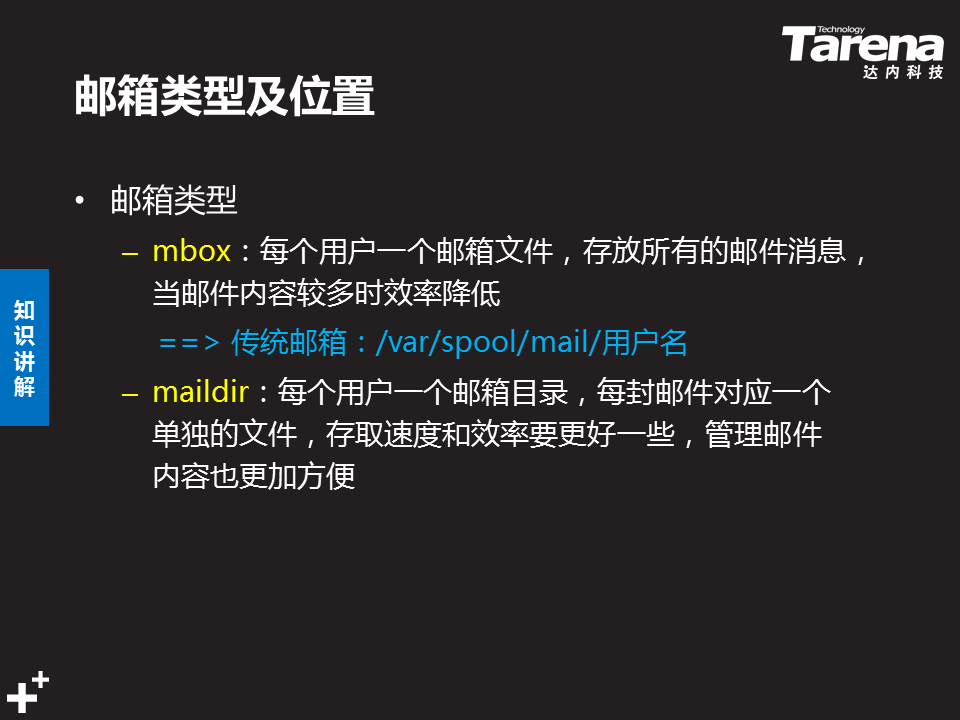 Technology
Tarena
达内科技
邮箱类型及位置
• 邮箱类型
– mbox：每个用户一个邮箱文件，存放所有的邮件消息，
当邮件内容较多时效率降低
==> 传统邮箱：/var/spool/mail/用户名
– maildir：每个用户一个邮箱目录，每封邮件对应一个
单独的文件，存取速度和效率要更好一些，管理邮件
内容也更加方便
知
识
讲
解